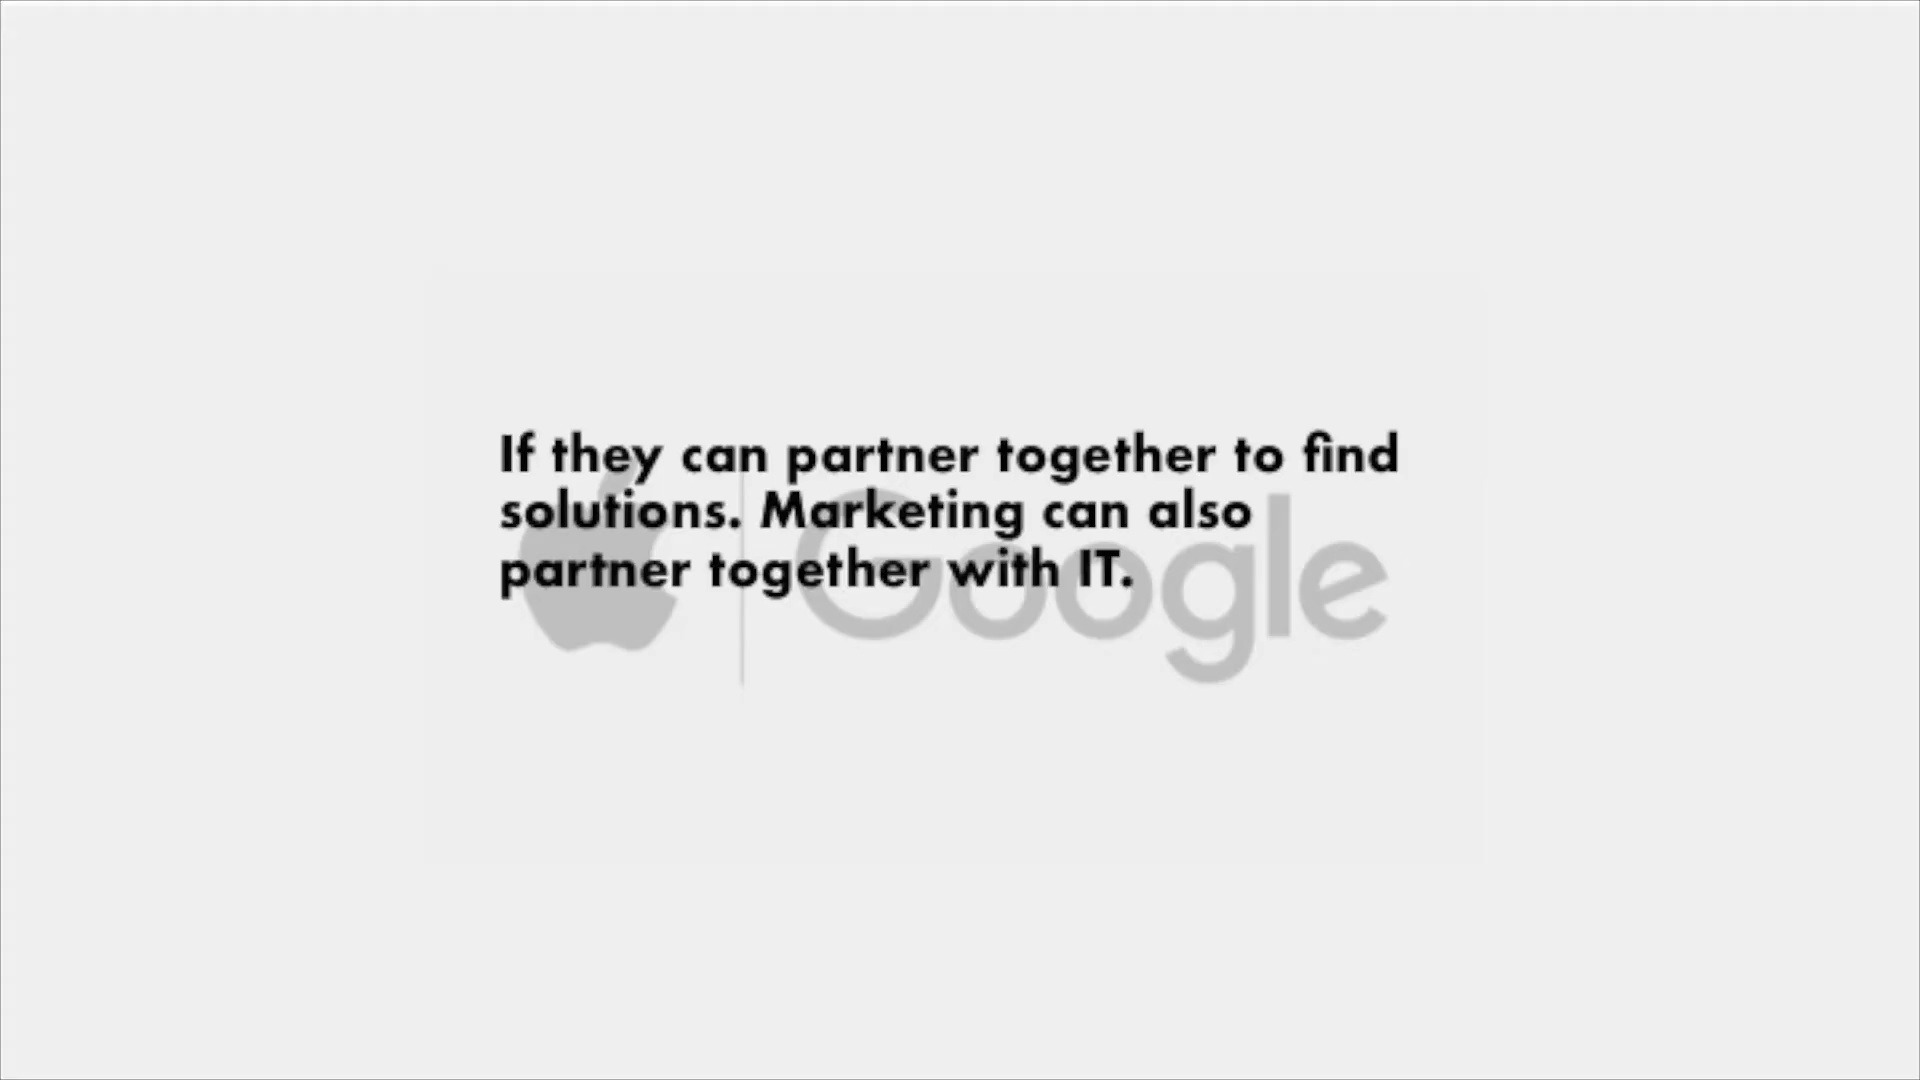 If they can partner together to find
solutions. Marketing can also
partner together with IT.
Google